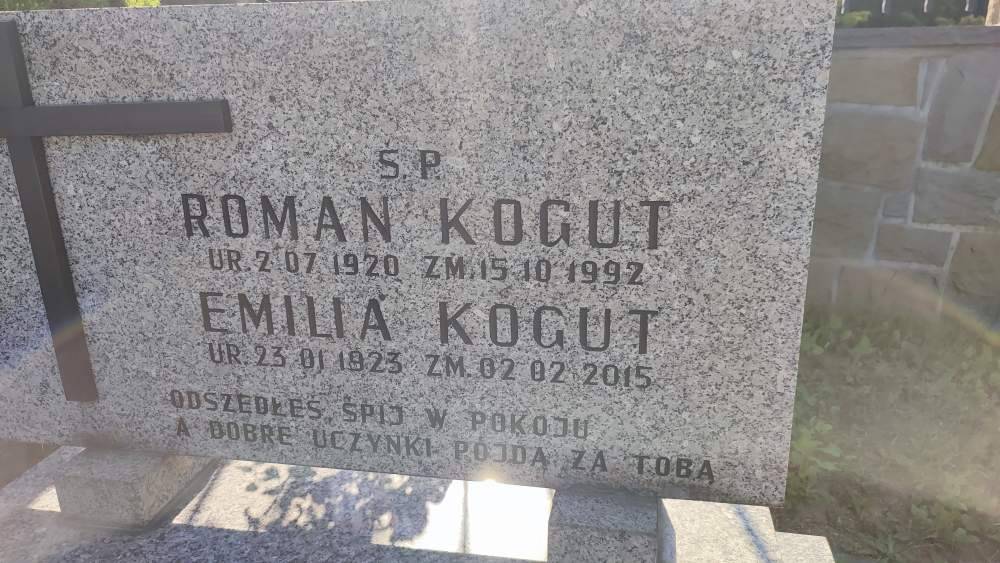 Ś P
ROMAN KOGUT
UR. 2 07 1920 ZM. 15 10 1992
EMILIA KOGUT
UR. 23 01 1923 ZM. 02 02 2015
ODSZEDŁEŚ ŚPIJ W POKOJU
A DOBRE UCZYNKI PÓJDĄ ZA TOBĄ